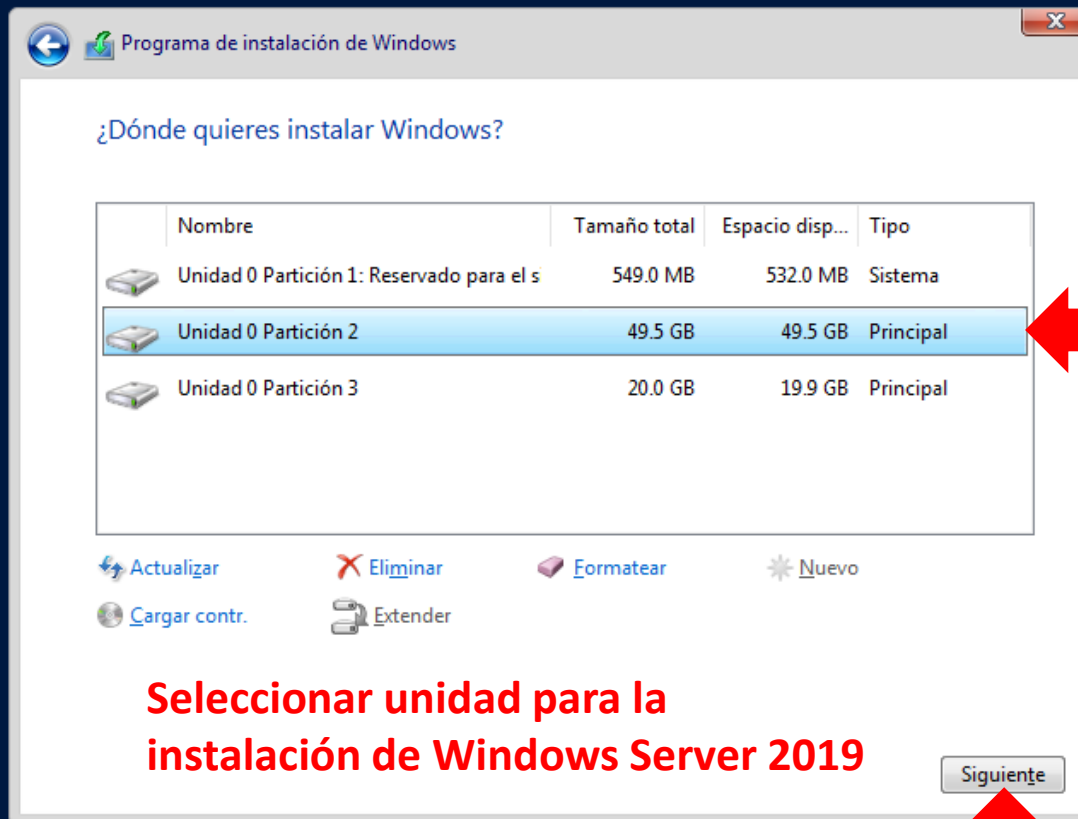 Programa de instalación de Windows
¿Dónde quieres instalar Windows?
Nombre Tamaño total Espacio disp... Tipo
Unidad 0 Partición 1: Reservado para el s 549.0 MB 532.0 MB Sistema
Unidad 0 Partición 2 49.5 GB 49.5 GB Principal
Unidad 0 Partición 3 20.0 GB 19.9 GB Principal
Actualizar Eliminar Formatear Nuevo
Cargar contr. Extender
Seleccionar unidad para la
instalación de Windows Server 2019
Siguiente